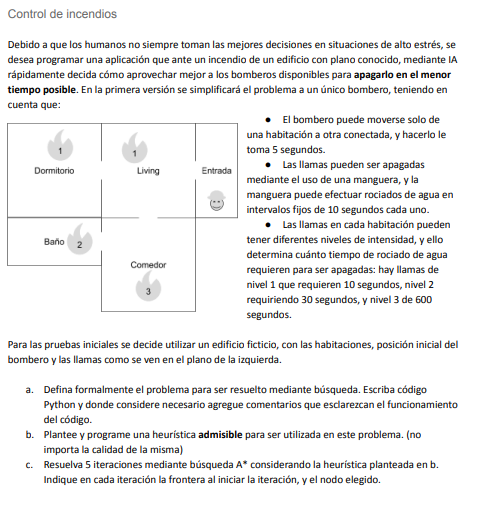 Control de incendios
Debido a que los humanos no siempre toman las mejores decisiones en situaciones de alto estrés, se
desea programar una aplicación que ante un incendio de un edificio con plano conocido, mediante IA
rápidamente decida cómo aprovechar mejor a los bomberos disponibles para apagarlo en el menor
tiempo posible. En la primera versión se simplificará el problema a un único bombero, teniendo en
cuenta que:
1
Dormitorio
1
Living
Entrada
Baño
2
Comedor
3
• El bombero puede moverse solo de
una habitación a otra conectada, y hacerlo le
toma 5 segundos.
• Las llamas pueden ser apagadas
mediante el uso de una manguera, y la
manguera puede efectuar rociados de agua en
intervalos fijos de 10 segundos cada uno.
• Las llamas en cada habitación pueden
tener diferentes niveles de intensidad, y ello
determina cuánto tiempo de rociado de agua
requieren para ser apagadas: hay llamas de
nivel 1 que requieren 10 segundos, nivel 2
requiriendo 30 segundos, y nivel 3 de 600
segundos.
Para las pruebas iniciales se decide utilizar un edificio ficticio, con las habitaciones, posición inicial del
bombero y las llamas como se ven en el plano de la izquierda.
a. Defina formalmente el problema para ser resuelto mediante búsqueda. Escriba código
Python y donde considere necesario agregue comentarios que esclarezcan el funcionamiento
del código.
b. Plantee y programe una heurística admisible para ser utilizada en este problema. (no
importa la calidad de la misma)
c. Resuelva 5 iteraciones mediante búsqueda A* considerando la heurística planteada en b.
Indique en cada iteración la frontera al iniciar la iteración, y el nodo elegido.